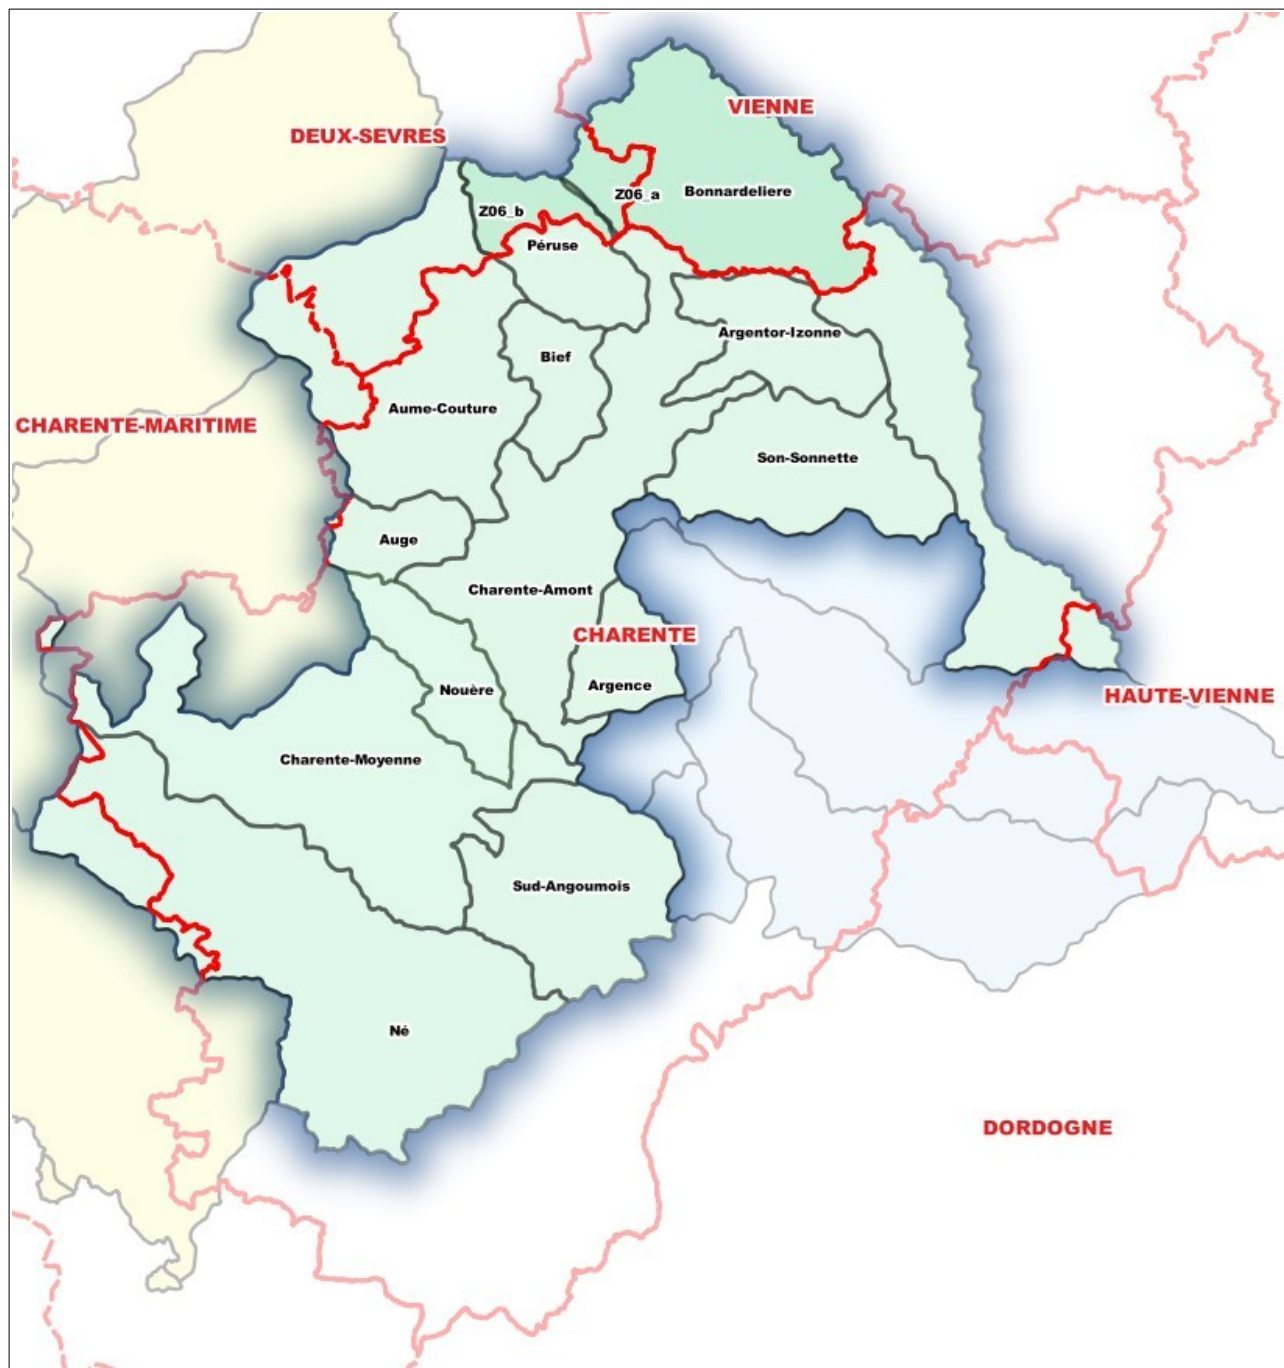 VIENNE
DEUX-SEVRES
Z06_a
Bonnardeliere
Z06_b
Péruse
Argentor-Izonne
Bief
Aume-Couture
CHARENTE-MARITIME
Son-Sonnette
Auge
Charente-Amont
CHARENTE
Argence
Nouère
HAUTE-VIENNE
Charente-Moyenne
Sud-Angoumois
Né
DORDOGNE